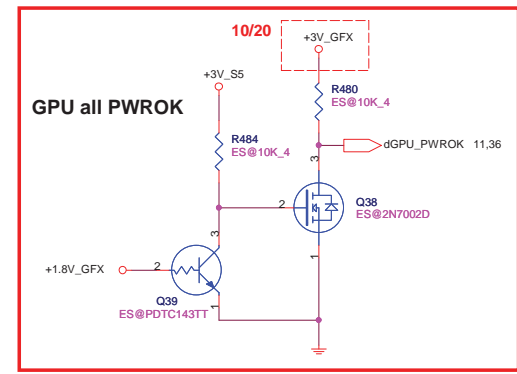 10/20
+3V_GFX
+3V_S5
R480
ES@10K_4
GPU all PWROK
R484
ES@10K_4
dGPU_PWROK 11,36
3
Q38
ES@2N7002D
2
3
1
+1.8V_GFX
2
Q39
ES@PDTC143TT
1